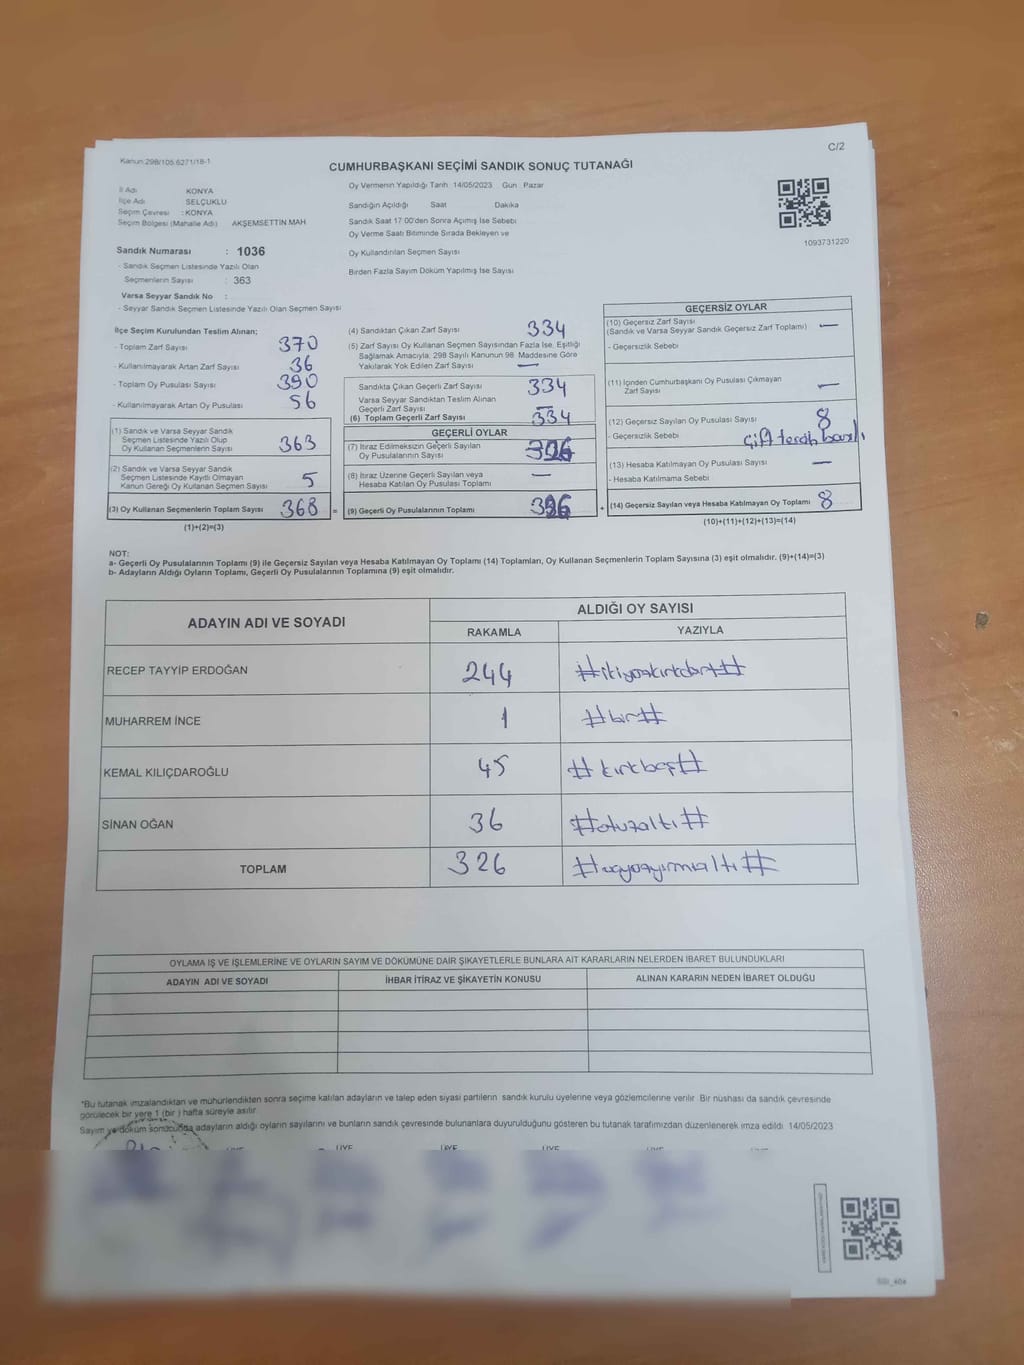 Kanun:298/105.6271/18-1
C/2
CUMHURBAŞKANI SEÇİMİ SANDIK SONUÇ TUTANAĞI
İl Adı : KONYA
İlçe Adı : SELÇUKLU
Seçim Çevresi : KONYA
Seçim Bölgesi (Mahalle Adı) : AKŞEMSETTİN MAH
Sandık Numarası : 1036
- Sandık Seçmen Listesinde Yazılı Olan
Seçmenlerin Sayısı : 363
Varsa Seyyar Sandık No :
- Seyyar Sandık Seçmen Listesinde Yazılı Olan Seçmen Sayısı
Oy Vermenin Yapıldığı Tarih 14/05/2023 Gün Pazar
Sandığın Açıldığı Saat Dakika
Sandık Saat 17:00'den Sonra Açılmış İse Sebebi
Oy Verme Saati Bitiminde Sırada Bekleyen ve
Oy Kullandırılan Seçmen Sayısı
Birden Fazla Sayım Döküm Yapılmış İse Sayısı
1093731220
İlçe Seçim Kurulundan Teslim Alınan;
- Toplam Zarf Sayısı 370
- Kullanılmayarak Artan Zarf Sayısı 36
- Toplam Oy Pusulası Sayısı 390
- Kullanılmayarak Artan Oy Pusulası 56
(1) Sandık ve Varsa Seyyar Sandık
Seçmen Listesinde Yazılı Olup
Oy Kullanan Seçmenlerin Sayısı 363
(2) Sandık ve Varsa Seyyar Sandık
Seçmen Listesinde Kayıtlı Olmayan
Kanun Gereği Oy Kullanan Seçmen Sayısı 5
(3) Oy Kullanan Seçmenlerin Toplam Sayısı 368 =
(1)+(2)=(3)
(4) Sandıktan Çıkan Zarf Sayısı 334
(5) Zarf Sayısı Oy Kullanan Seçmen Sayısından Fazla İse, Eşitliği
Sağlamak Amacıyla, 298 Sayılı Kanunun 98. Maddesine Göre
Yakılarak Yok Edilen Zarf Sayısı —
Sandıkta Çıkan Geçerli Zarf Sayısı 334
Varsa Seyyar Sandıktan Teslim Alınan
Geçerli Zarf Sayısı —
(6) Toplam Geçerli Zarf Sayısı 334
GEÇERLİ OYLAR
(7) İtiraz Edilmeksizin Geçerli Sayılan
Oy Pusulalarının Sayısı
(8) İtiraz Üzerine Geçerli Sayılan veya
Hesaba Katılan Oy Pusulası Toplamı —
(9) Geçerli Oy Pusulalarının Toplamı +
GEÇERSİZ OYLAR
(10) Geçersiz Zarf Sayısı —
(Sandık ve Varsa Seyyar Sandık Geçersiz Zarf Toplamı)
- Geçersizlik Sebebi
(11) İçinden Cumhurbaşkanı Oy Pusulası Çıkmayan
Zarf Sayısı —
(12) Geçersiz Sayılan Oy Pusulası Sayısı 8
- Geçersizlik Sebebi çift tercih
(13) Hesaba Katılmayan Oy Pusulası Sayısı —
- Hesaba Katılmama Sebebi
(14) Geçersiz Sayılan veya Hesaba Katılmayan Oy Toplamı 8
(10)+(11)+(12)+(13)=(14)
NOT:
a- Geçerli Oy Pusulalarının Toplamı (9) ile Geçersiz Sayılan veya Hesaba Katılmayan Oy Toplamı (14) Toplamları, Oy Kullanan Seçmenlerin Toplam Sayısına (3) eşit olmalıdır. (9)+(14)=(3)
b- Adayların Aldığı Oyların Toplamı, Geçerli Oy Pusulalarının Toplamına (9) eşit olmalıdır.
ADAYIN ADI VE SOYADI
ALDIĞI OY SAYISI
RAKAMLA YAZIYLA
RECEP TAYYİP ERDOĞAN 244 #ikiyüzkırkdört#
MUHARREM İNCE 1 #bir#
KEMAL KILIÇDAROĞLU 45 #kırkbeş#
SİNAN OĞAN 36 #otuzaltı#
TOPLAM 326 #üçyüzyirmialtı#
OYLAMA İŞ VE İŞLEMLERİNE VE OYLARIN SAYIM VE DÖKÜMÜNE DAİR ŞİKAYETLERLE BUNLARA AİT KARARLARIN NELERDEN İBARET BULUNDUKLARI
ADAYIN ADI VE SOYADI İHBAR İTİRAZ VE ŞİKAYETİN KONUSU ALINAN KARARIN NEDEN İBARET OLDUĞU
*Bu tutanak imzalandıktan ve mühürlendikten sonra seçime katılan adayların ve talep eden siyasi partilerin sandık kurulu üyelerine veya gözlemcilerine verilir. Bir nüshası da sandık çevresinde
görülecek bir yere 1 (bir) hafta süreyle asılır.
Sayım ve döküm sonucunda adayların aldığı oyların sayılarını ve bunların sandık çevresinde bulunanlara duyurulduğunu gösteren bu tutanak tarafımızdan düzenlenerek imza edildi. 14/05/2023
ÜYE ÜYE ÜYE ÜYE ÜYE ÜYE